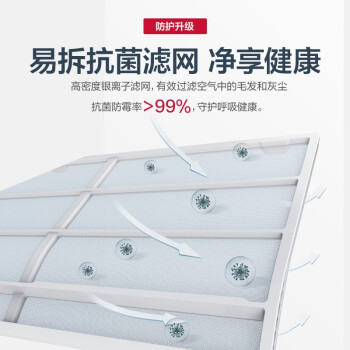 防护升级
易拆抗菌滤网 净享健康
高密度银离子滤网，有效过滤空气中的毛发和灰尘
抗菌防霉率>99%，守护呼吸健康。